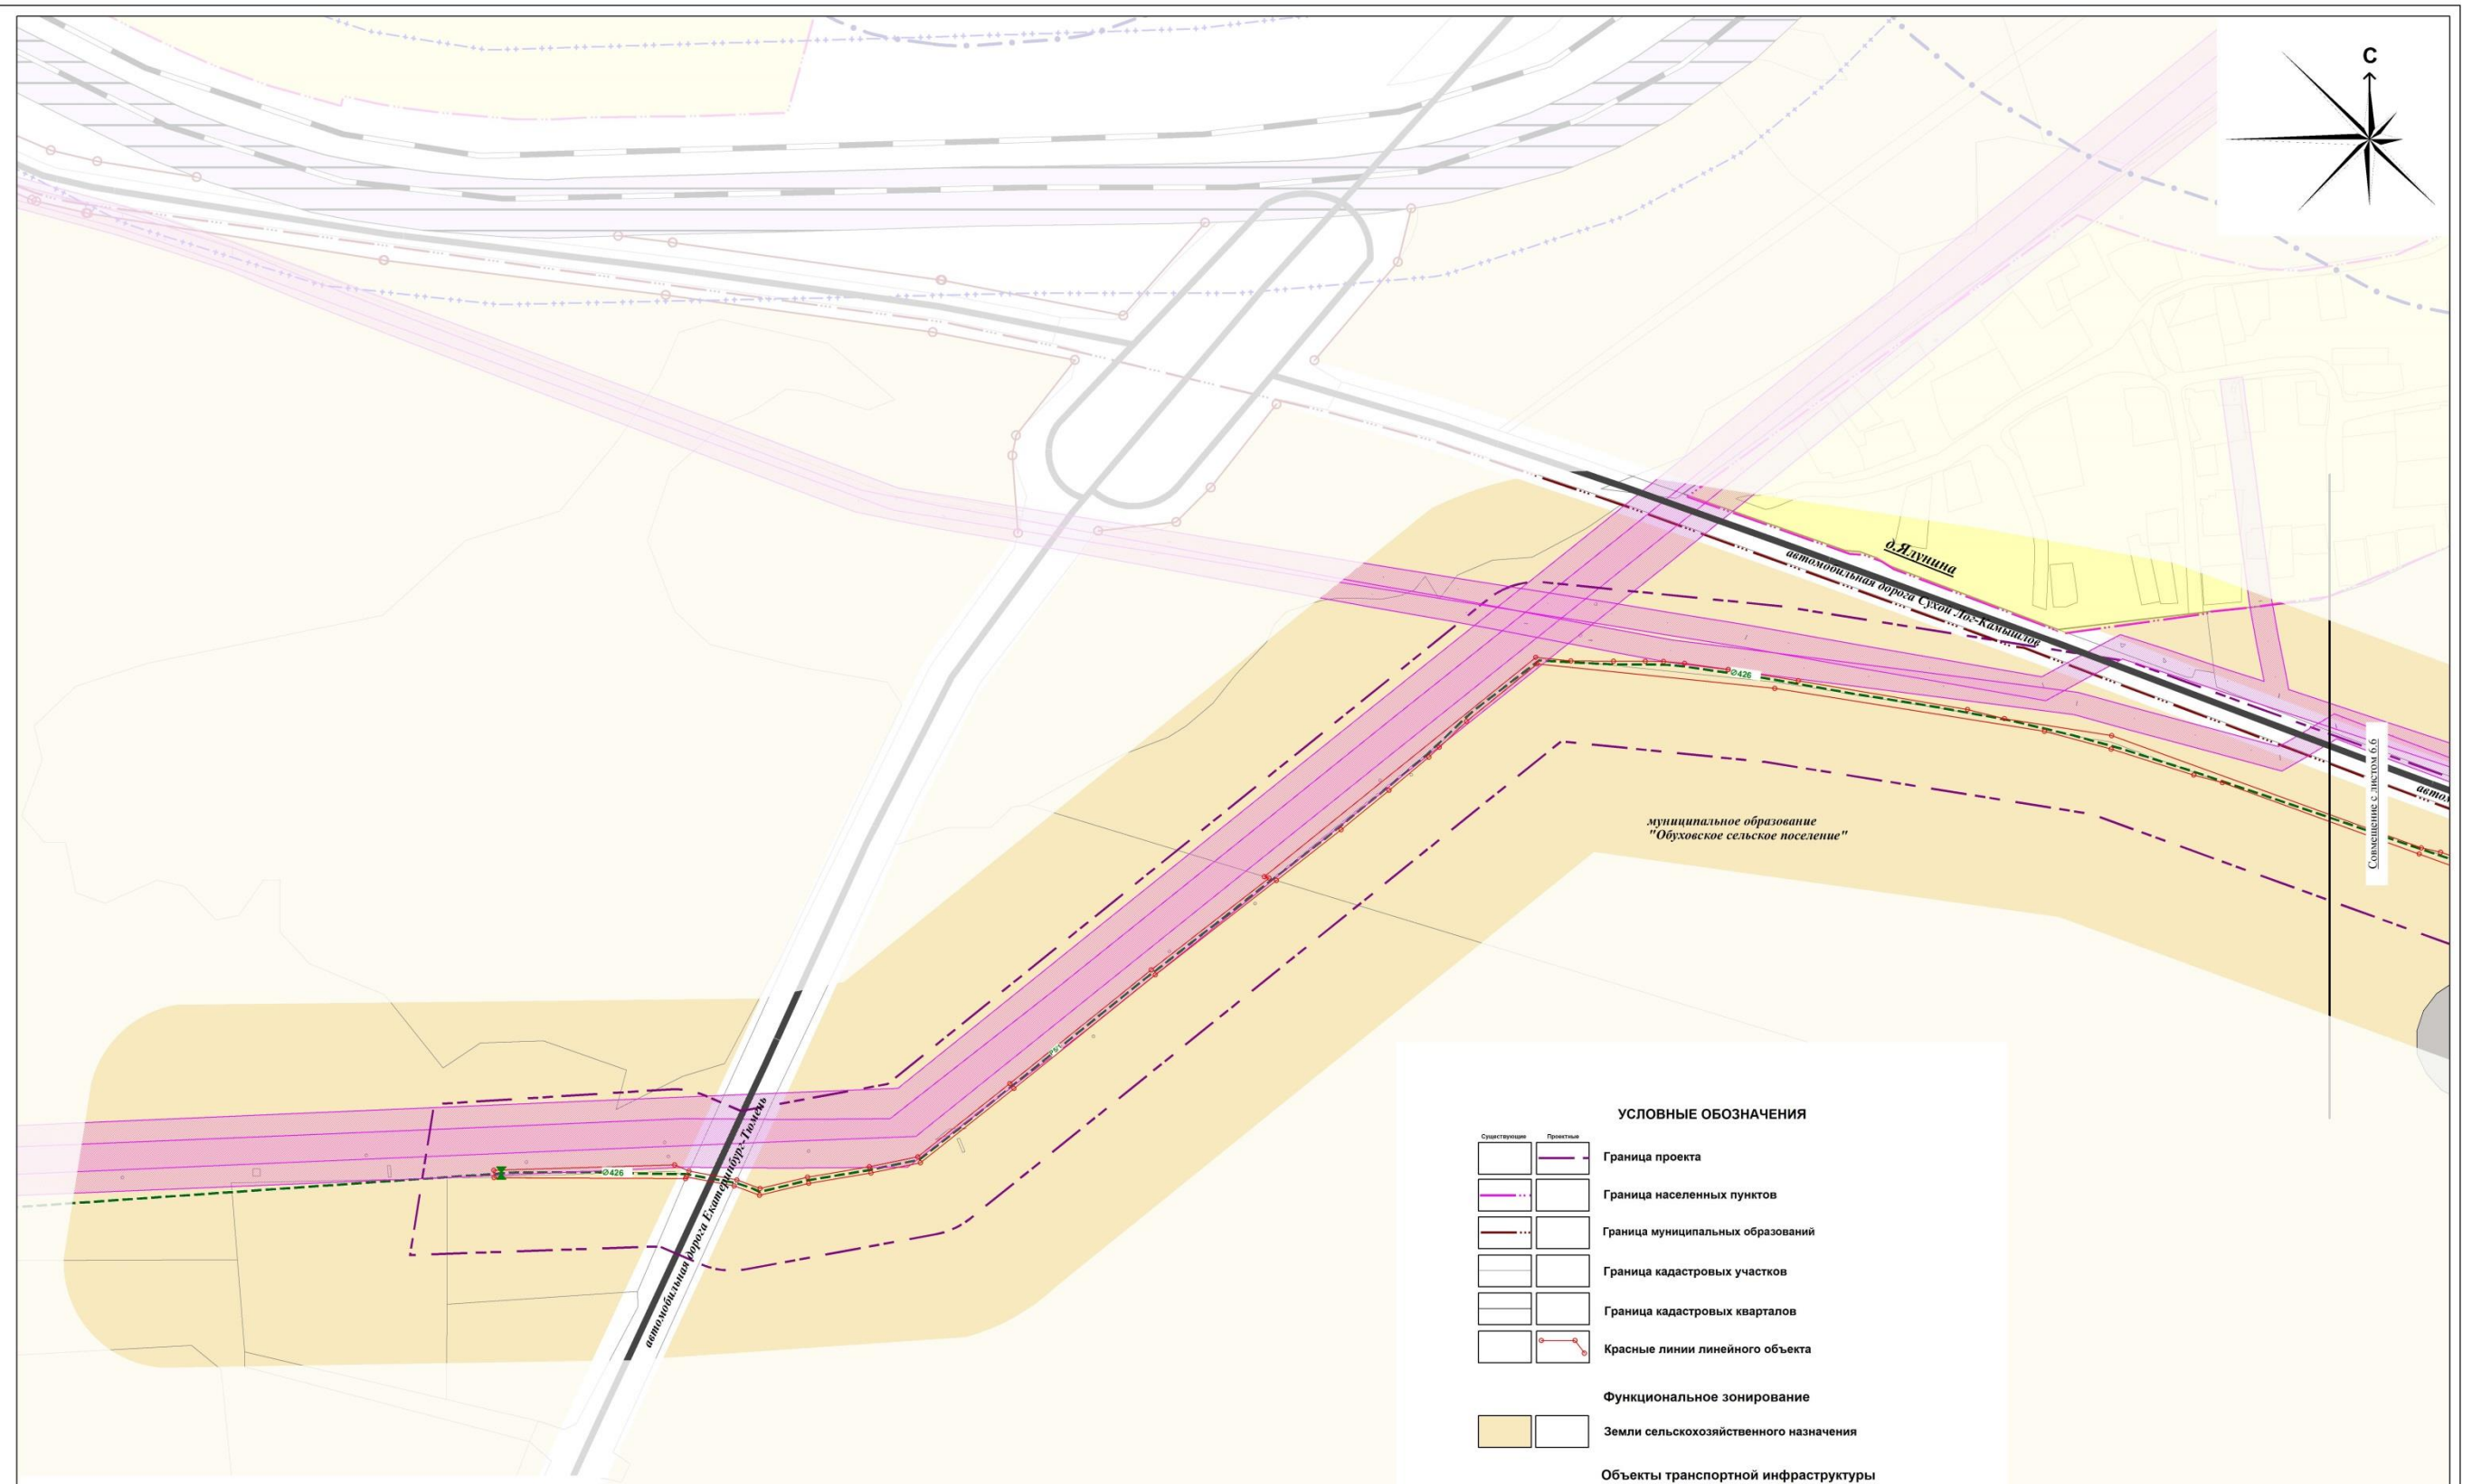 С
д.Ялунина
автомобильная дорога Сухой Лог-Камышлов
Ø426
автом
Совмещение с листом 6.6
муниципальное образование
"Обуховское сельское поселение"
Ø426
автомобильная дорога Екатеринбург-Тюмень
УСЛОВНЫЕ ОБОЗНАЧЕНИЯ
Существующие Проектные
Граница проекта
Граница населенных пунктов
Граница муниципальных образований
Граница кадастровых участков
Граница кадастровых кварталов
Красные линии линейного объекта
Функциональное зонирование
Земли сельскохозяйственного назначения
Объекты транспортной инфраструктуры